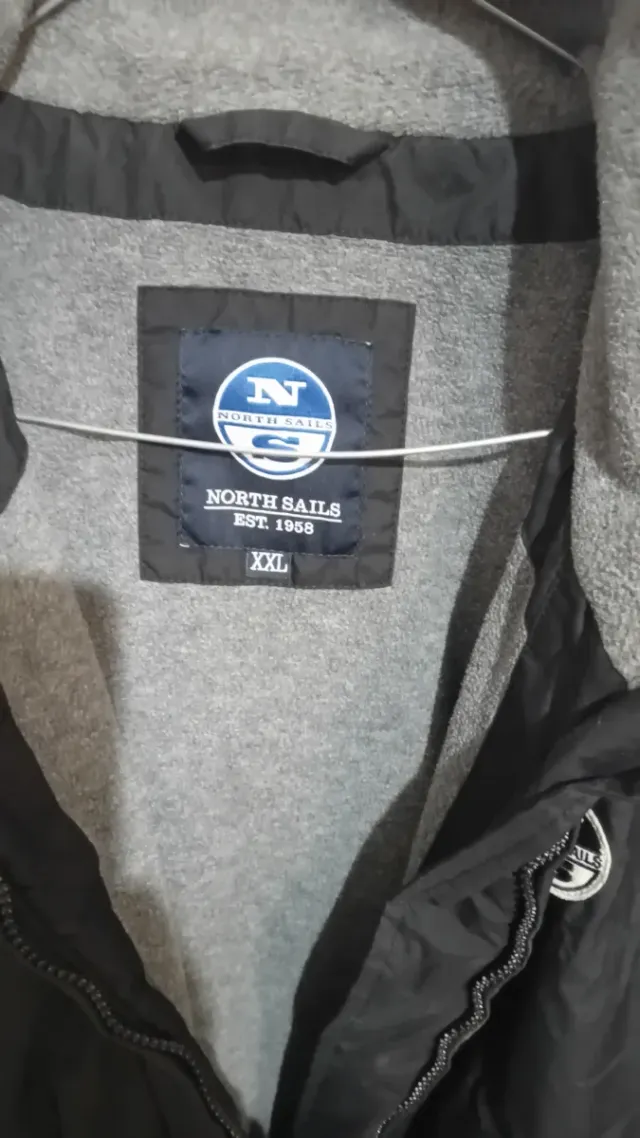 N
NORTH SAILS
S
NORTH SAILS
EST. 1958
XXL